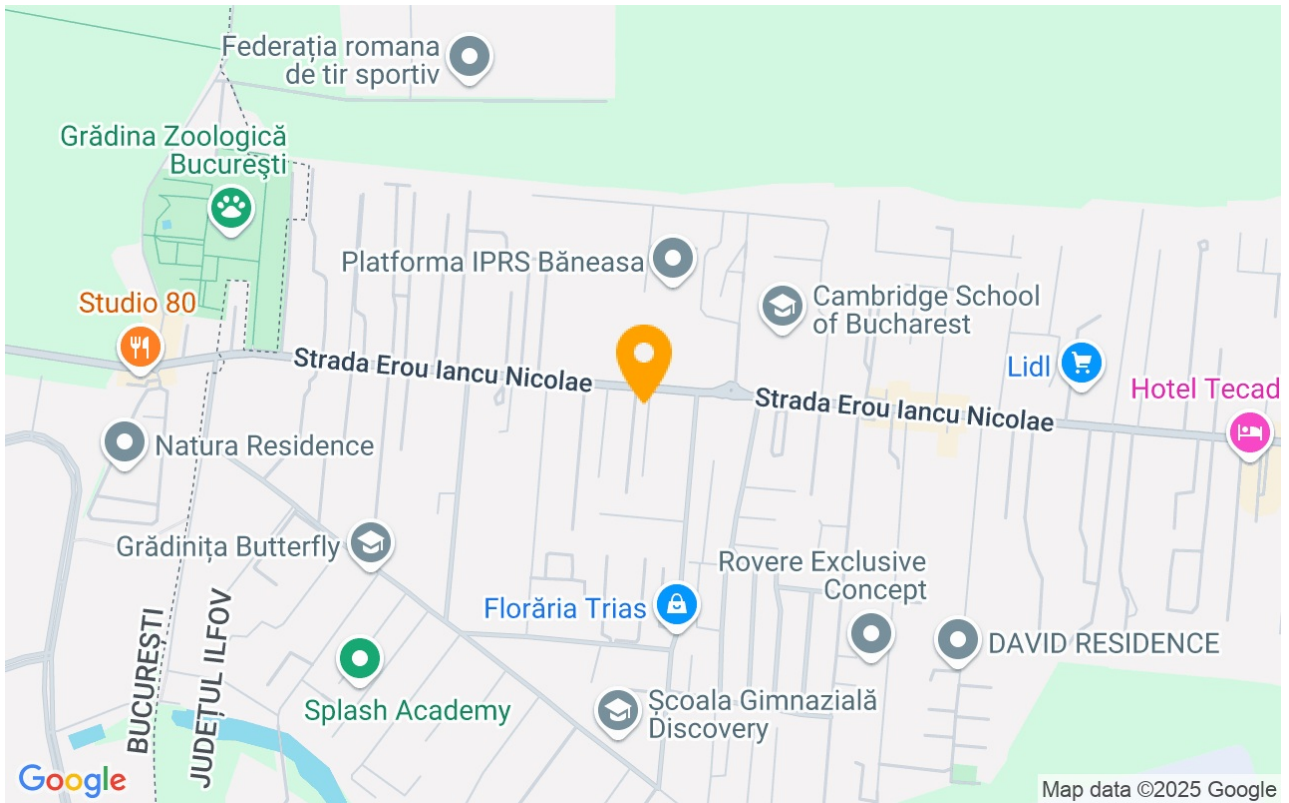 Federația romana
de tir sportiv
Grădina Zoologică
București
Platforma IPRS Băneasa
Studio 80
Cambridge School
of Bucharest
Strada Erou Iancu Nicolae
Lidl
Hotel Tecad
Strada Erou Iancu Nicolae
Natura Residence
Grădinița Butterfly
Rovere Exclusive
Concept
Florăria Trias
DAVID RESIDENCE
BUCUREȘTI
JUDEȚUL ILFOV
Splash Academy
Școala Gimnazială
Discovery
Google
Map data ©2025 Google